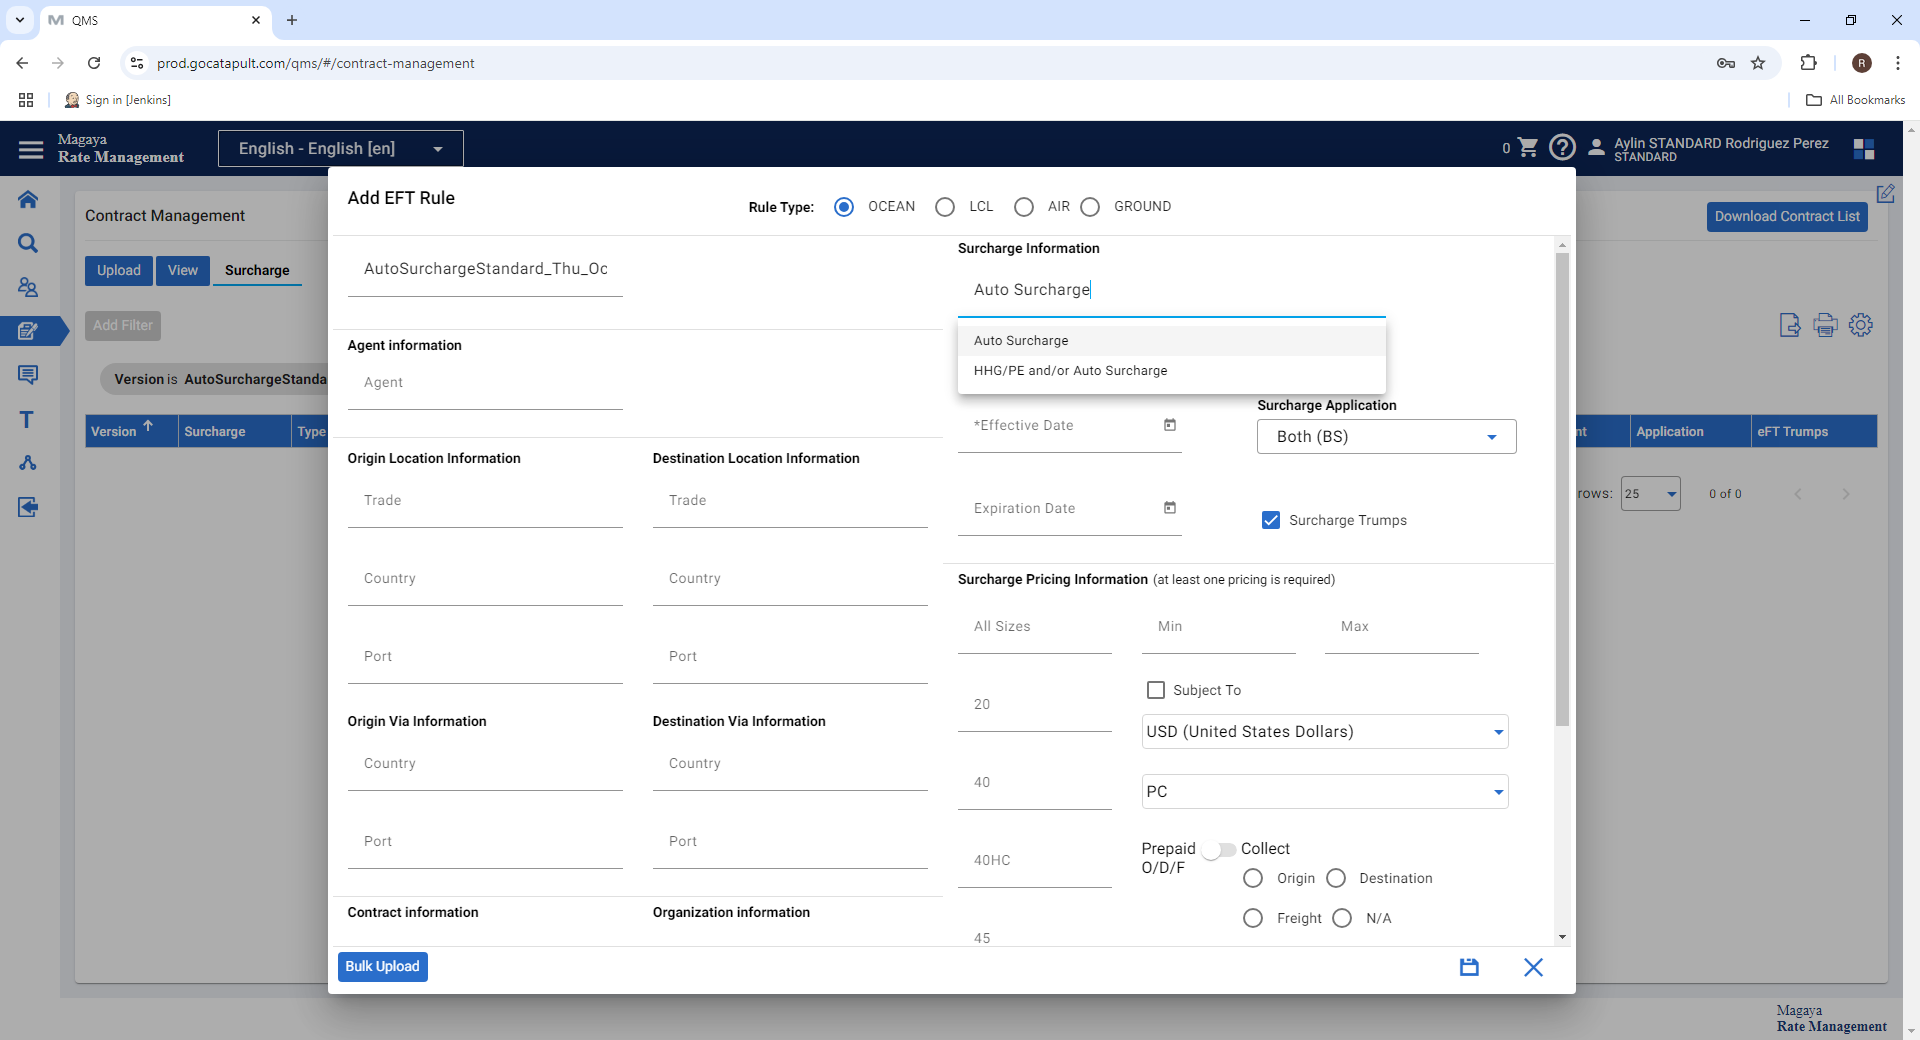 QMS
prod.gocatapult.com/qms/#/contract-management
R
Sign in [Jenkins]
All Bookmarks
Magaya
Rate Management
English - English [en]
0
Aylin STANDARD Rodriguez Perez
STANDARD
Contract Management
Download Contract List
Upload
View
Surcharge
Add Filter
Version is AutoSurchargeStanda
Version
Surcharge
Type
nt
Application
eFT Trumps
rows:
25
0 of 0
Add EFT Rule
Rule Type:
OCEAN
LCL
AIR
GROUND
AutoSurchargeStandard_Thu_Oc
Agent information
Agent
Origin Location Information
Destination Location Information
Trade
Trade
Country
Country
Port
Port
Origin Via Information
Destination Via Information
Country
Country
Port
Port
Contract information
Organization information
Surcharge Information
Auto Surcharge
Auto Surcharge
HHG/PE and/or Auto Surcharge
*Effective Date
Surcharge Application
Both (BS)
Expiration Date
Surcharge Trumps
Surcharge Pricing Information (at least one pricing is required)
All Sizes
Min
Max
20
Subject To
USD (United States Dollars)
40
PC
40HC
Prepaid
Collect
O/D/F
Origin
Destination
Freight
N/A
45
Bulk Upload
Magaya
Rate Management